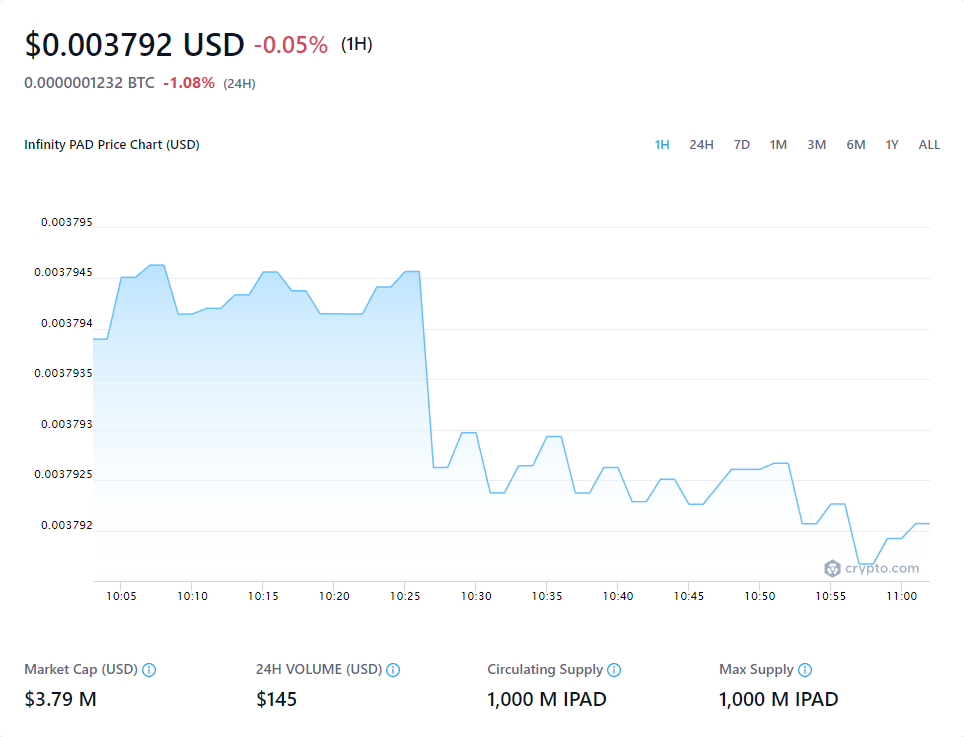 $0.003792 USD -0.05% (1H)
0.0000001232 BTC -1.08% (24H)
Infinity PAD Price Chart (USD) 1H 24H 7D 1M 3M 6M 1Y ALL
0.003795
0.0037945
0.003794
0.0037935
0.003793
0.0037925
0.003792
crypto.com
10:05 10:10 10:15 10:20 10:25 10:30 10:35 10:40 10:45 10:50 10:55 11:00
Market Cap (USD) 24H VOLUME (USD) Circulating Supply Max Supply
$3.79 M $145 1,000 M IPAD 1,000 M IPAD